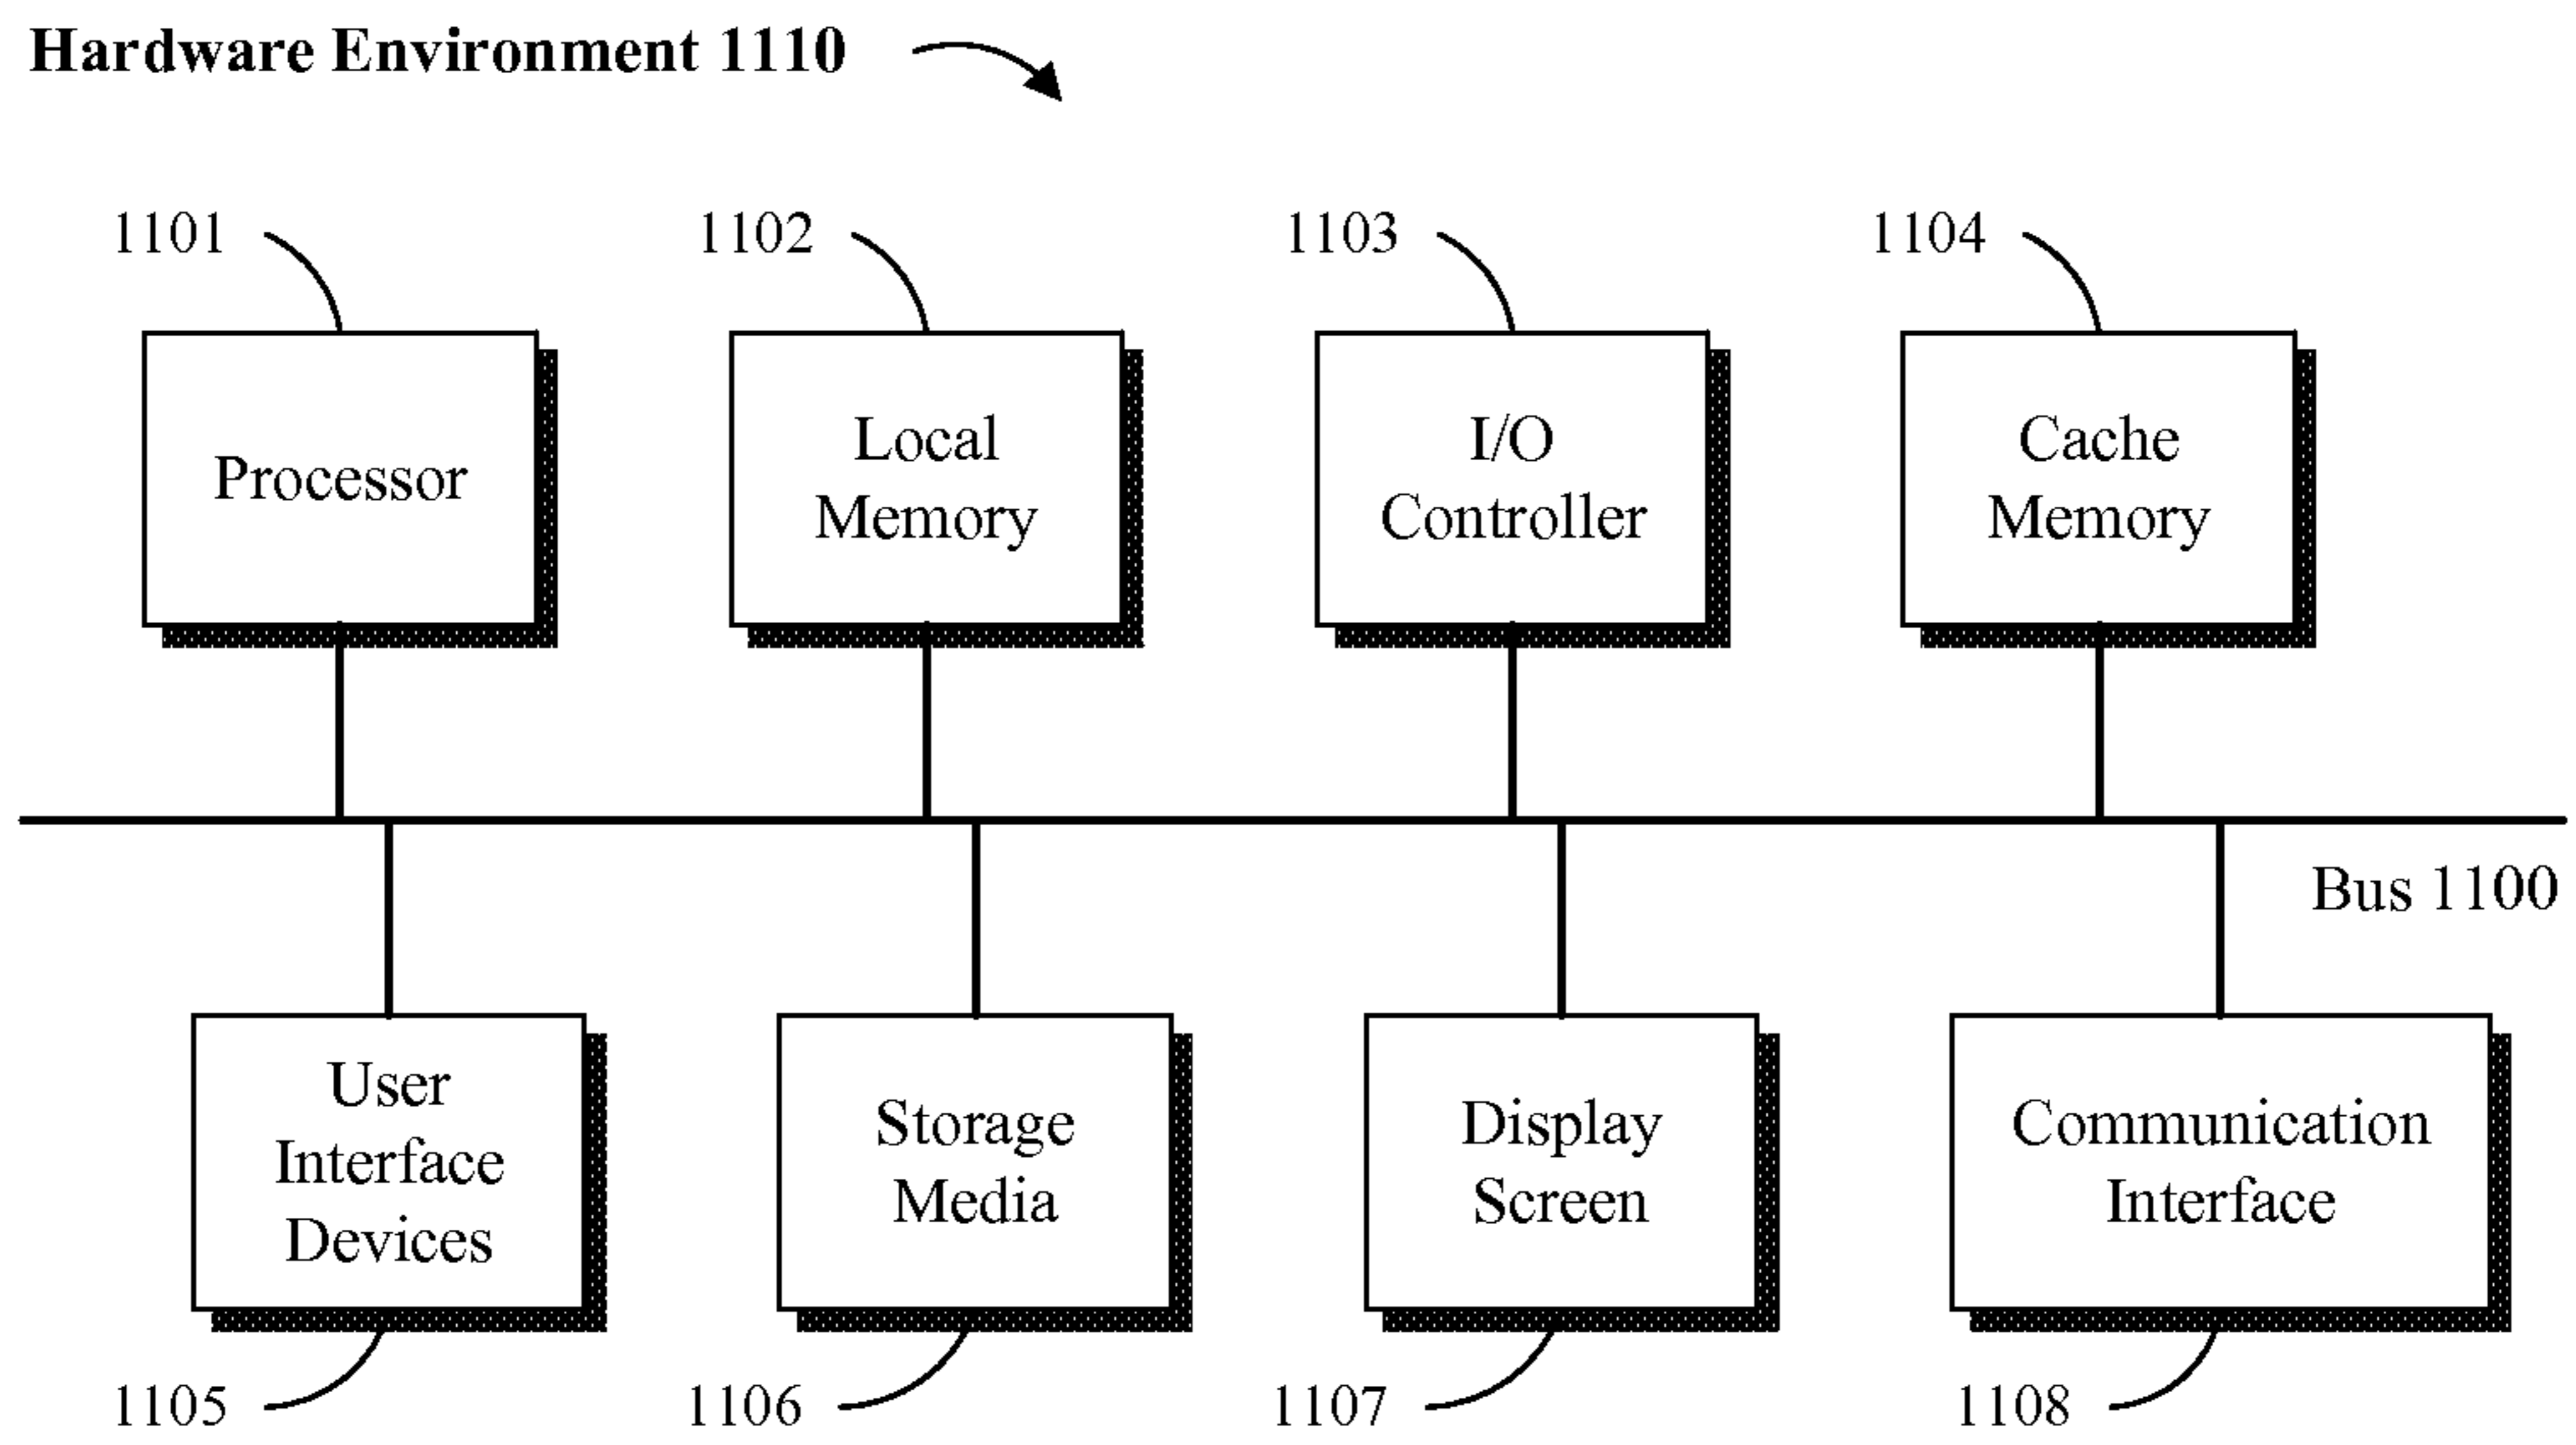 Hardware Environment 1110
1101
1102
1103
1104
Processor
Local
Memory
I/O
Controller
Cache
Memory
Bus 1100
User
Interface
Devices
Storage
Media
Display
Screen
Communication
Interface
1105
1106
1107
1108